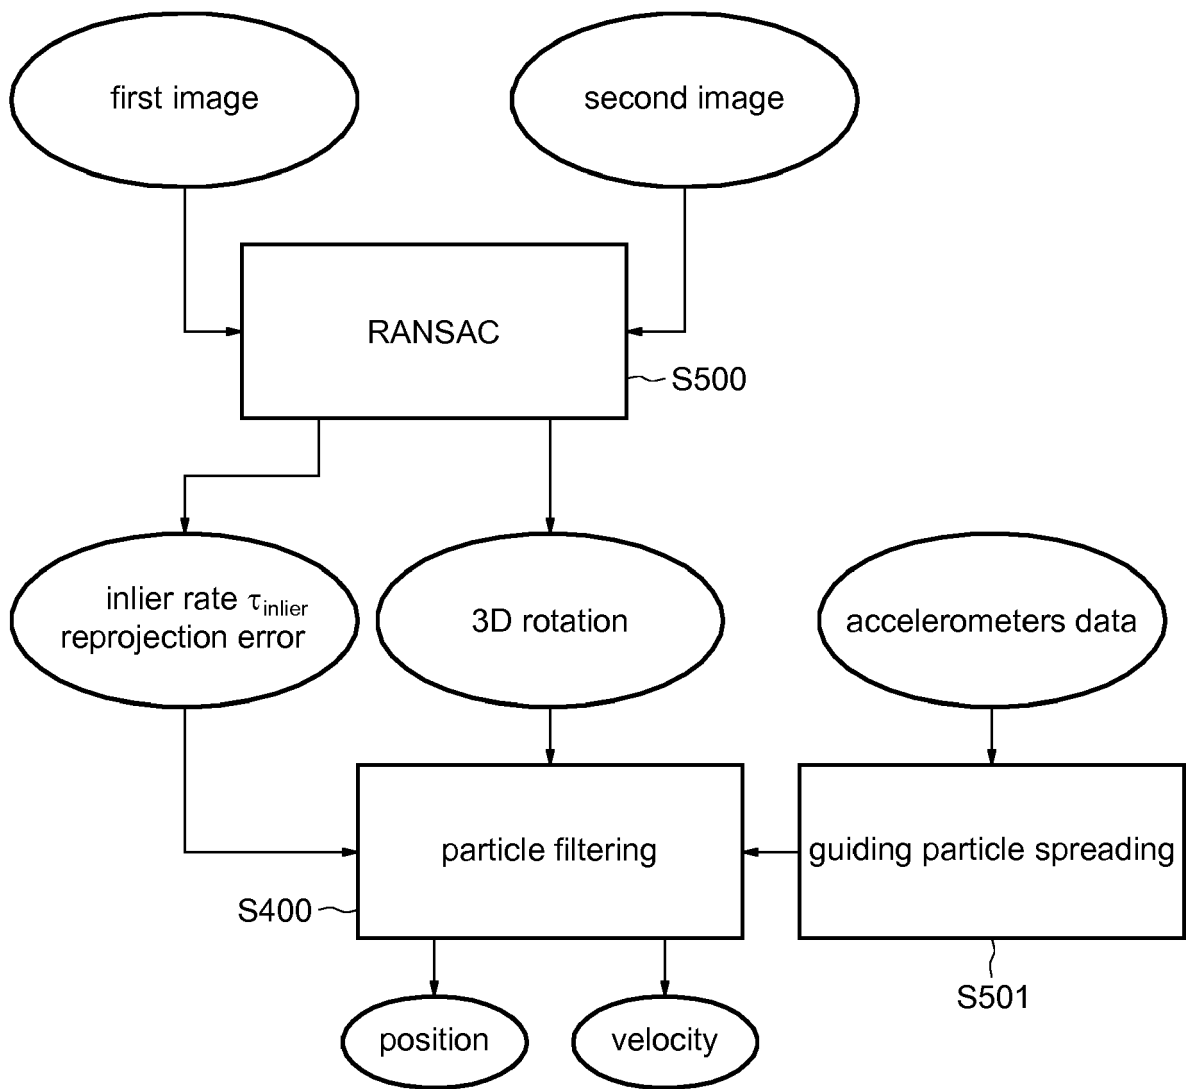 first image
second image
RANSAC
S500
inlier rate τinlier
reprojection error
3D rotation
accelerometers data
particle filtering
guiding particle spreading
S400
S501
position
velocity